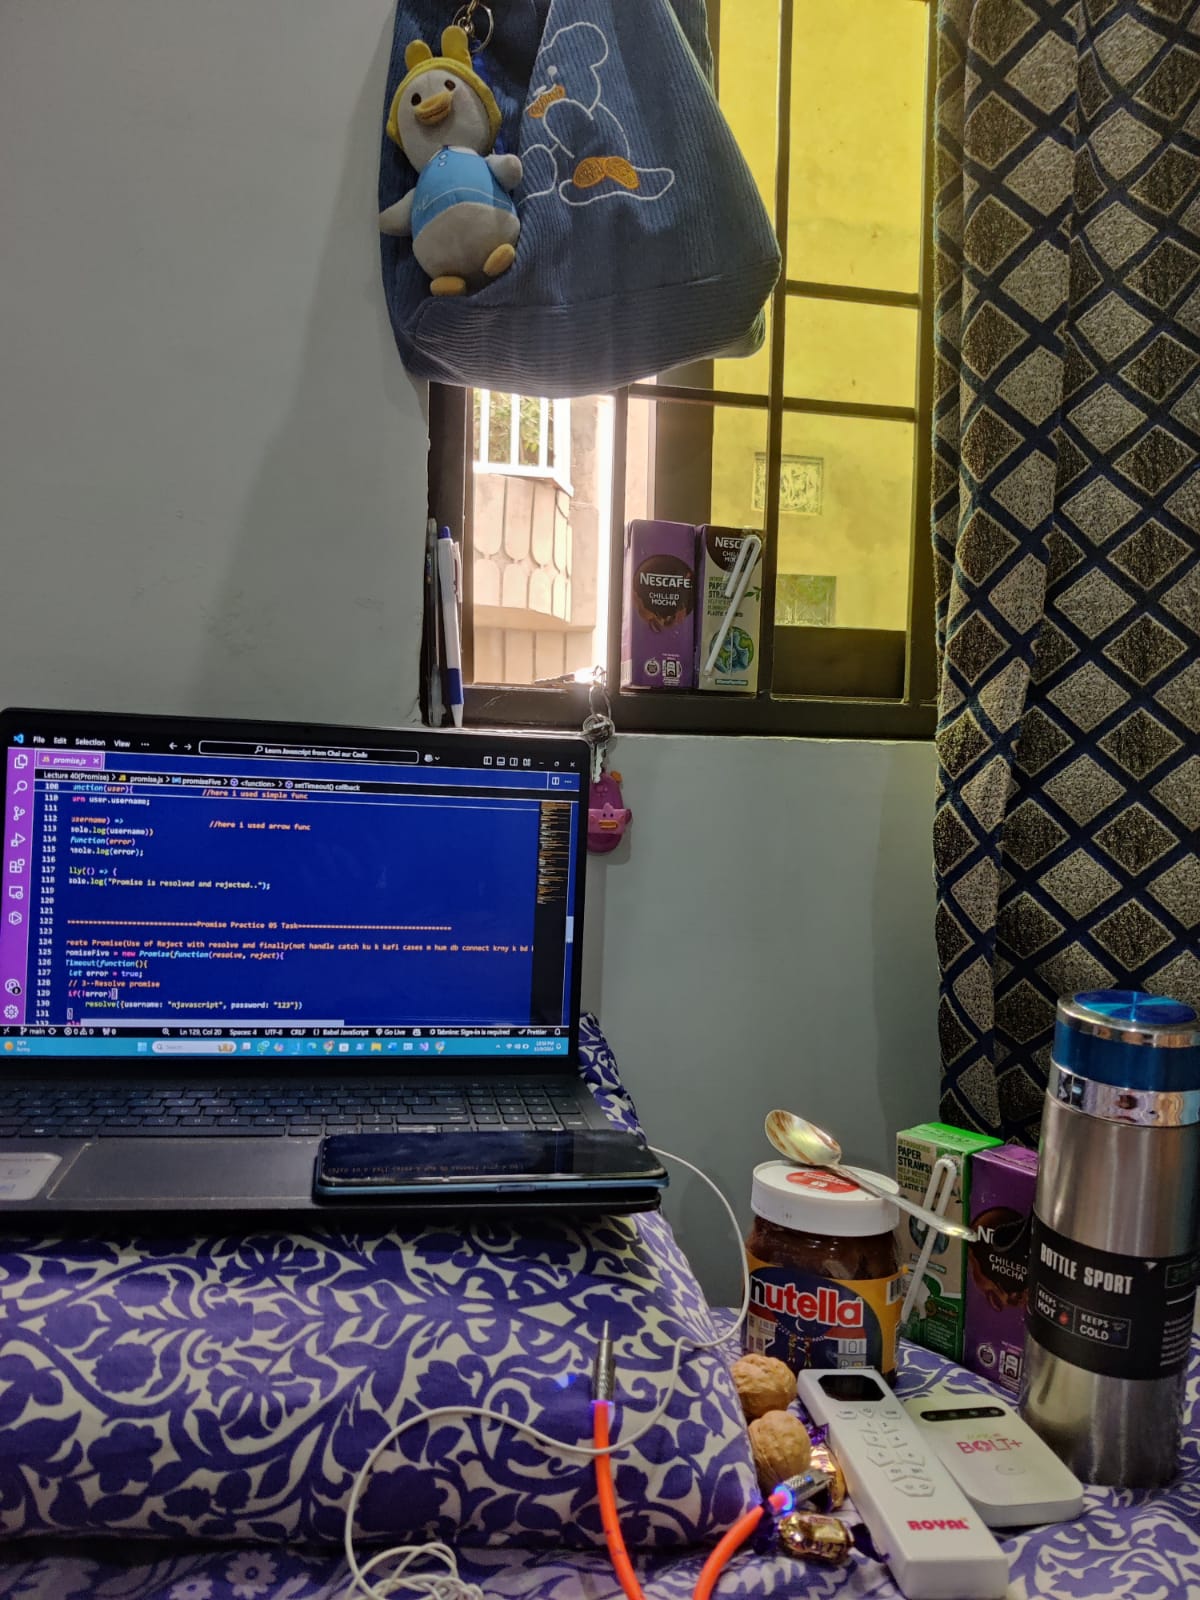 NESCAFÉ
CHILLED
MOCHA
NESCAFÉ
CHILLED
PAPER
File Edit Selection View ···
Learn Javascript from Chai aur Code
promise.js ×
Lecture 40(Promise) > promise.js > promiseFive > <function> > setTimeout() callback
108 unction(user){ //here i used simple func
110 urn user.username;
111
112 username) => //here i used arrow func
113 sole.log(username)}
114 function(error)
115 nsole.log(error);
116
117 lly(() => {
118 sole.log("Promise is resolved and rejected..");
119
120
121
122 Promise Practice 05 Task
123
124 reate Promise(Use of Reject with resolve and finally(not handle catch ku k kafi cases m hum db connect krny k bd
125 romiseFive = new Promise(function(resolve, reject){
126 Timeout(function(){
127 let error = true;
128 // 3--Resolve promise
129 if(!error)
130 resolve({username: "njavascript", password: "123"})
131 }
132
main Ln 129, Col 20 Spaces: 4 UTF-8 CRLF {} Babel JavaScript Go Live Tabnine: Sign-in is required Prettier
Sunny
Search
INTRODUCING
PAPER
STRAWS!
CHILLED
MOCHA
nutella
BOTTLE SPORT
KEEPS
HOT
KEEPS
COLD
BOLT+
ROYAL